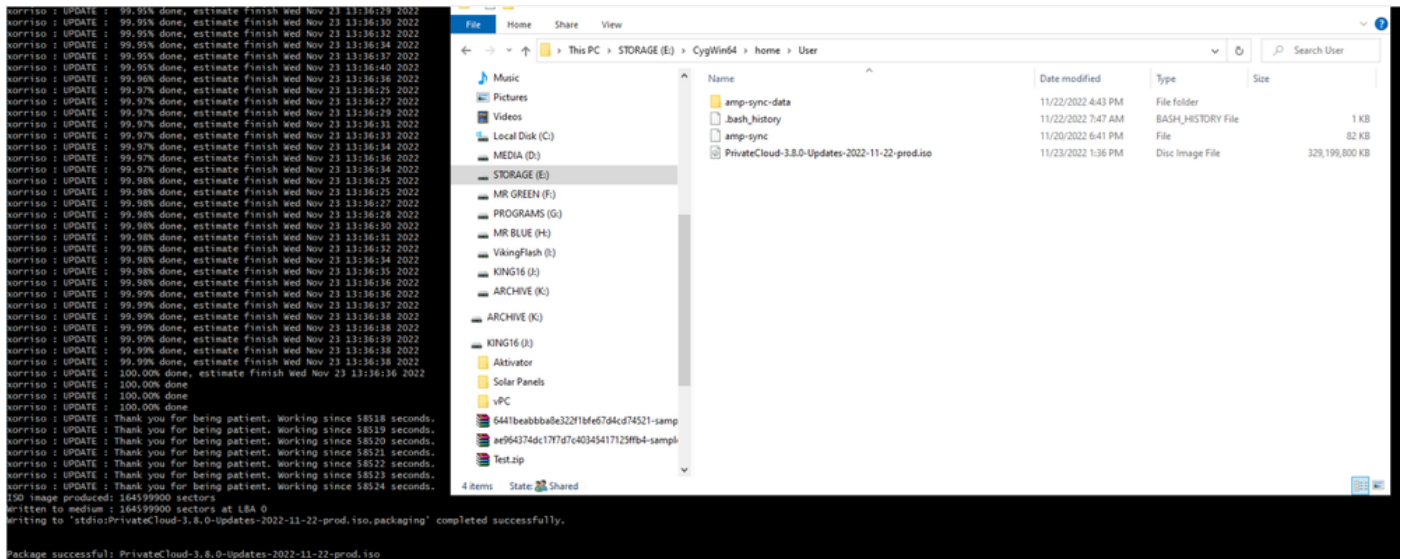 xorriso : UPDATE :  99.95% done, estimate finish Wed Nov 23 13:36:29 2022
xorriso : UPDATE :  99.95% done, estimate finish Wed Nov 23 13:36:30 2022
xorriso : UPDATE :  99.95% done, estimate finish Wed Nov 23 13:36:32 2022
xorriso : UPDATE :  99.95% done, estimate finish Wed Nov 23 13:36:34 2022
xorriso : UPDATE :  99.95% done, estimate finish Wed Nov 23 13:36:37 2022
xorriso : UPDATE :  99.95% done, estimate finish Wed Nov 23 13:36:40 2022
xorriso : UPDATE :  99.96% done, estimate finish Wed Nov 23 13:36:36 2022
xorriso : UPDATE :  99.97% done, estimate finish Wed Nov 23 13:36:25 2022
xorriso : UPDATE :  99.97% done, estimate finish Wed Nov 23 13:36:27 2022
xorriso : UPDATE :  99.97% done, estimate finish Wed Nov 23 13:36:29 2022
xorriso : UPDATE :  99.97% done, estimate finish Wed Nov 23 13:36:31 2022
xorriso : UPDATE :  99.97% done, estimate finish Wed Nov 23 13:36:33 2022
xorriso : UPDATE :  99.97% done, estimate finish Wed Nov 23 13:36:34 2022
xorriso : UPDATE :  99.97% done, estimate finish Wed Nov 23 13:36:36 2022
xorriso : UPDATE :  99.97% done, estimate finish Wed Nov 23 13:36:34 2022
xorriso : UPDATE :  99.98% done, estimate finish Wed Nov 23 13:36:25 2022
xorriso : UPDATE :  99.98% done, estimate finish Wed Nov 23 13:36:25 2022
xorriso : UPDATE :  99.98% done, estimate finish Wed Nov 23 13:36:27 2022
xorriso : UPDATE :  99.98% done, estimate finish Wed Nov 23 13:36:28 2022
xorriso : UPDATE :  99.98% done, estimate finish Wed Nov 23 13:36:30 2022
xorriso : UPDATE :  99.98% done, estimate finish Wed Nov 23 13:36:31 2022
xorriso : UPDATE :  99.98% done, estimate finish Wed Nov 23 13:36:32 2022
xorriso : UPDATE :  99.98% done, estimate finish Wed Nov 23 13:36:34 2022
xorriso : UPDATE :  99.98% done, estimate finish Wed Nov 23 13:36:35 2022
xorriso : UPDATE :  99.99% done, estimate finish Wed Nov 23 13:36:36 2022
xorriso : UPDATE :  99.99% done, estimate finish Wed Nov 23 13:36:37 2022
xorriso : UPDATE :  99.99% done, estimate finish Wed Nov 23 13:36:38 2022
xorriso : UPDATE :  99.99% done, estimate finish Wed Nov 23 13:36:38 2022
xorriso : UPDATE :  99.99% done, estimate finish Wed Nov 23 13:36:39 2022
xorriso : UPDATE :  99.99% done, estimate finish Wed Nov 23 13:36:38 2022
xorriso : UPDATE :  99.99% done, estimate finish Wed Nov 23 13:36:38 2022
xorriso : UPDATE :  100.00% done, estimate finish Wed Nov 23 13:36:36 2022
xorriso : UPDATE :  100.00% done
xorriso : UPDATE :  100.00% done
xorriso : UPDATE :  100.00% done
xorriso : UPDATE : Thank you for being patient. Working since 58518 seconds.
xorriso : UPDATE : Thank you for being patient. Working since 58519 seconds.
xorriso : UPDATE : Thank you for being patient. Working since 58520 seconds.
xorriso : UPDATE : Thank you for being patient. Working since 58521 seconds.
xorriso : UPDATE : Thank you for being patient. Working since 58522 seconds.
xorriso : UPDATE : Thank you for being patient. Working since 58523 seconds.
xorriso : UPDATE : Thank you for being patient. Working since 58524 seconds.
ISO image produced: 164599900 sectors
Written to medium : 164599900 sectors at LBA 0
Writing to 'stdio:PrivateCloud-3.8.0-Updates-2022-11-22-prod.iso.packaging' completed successfully.
Package successful: PrivateCloud-3.8.0-Updates-2022-11-22-prod.iso
File Home Share View
This PC > STORAGE (E:) > CygWin64 > home > User
Search User
Music
Pictures
Videos
Local Disk (C:)
MEDIA (D:)
STORAGE (E:)
MR GREEN (F:)
PROGRAMS (G:)
MR BLUE (H:)
VikingFlash (I:)
KING16 (J:)
ARCHIVE (K:)
ARCHIVE (K:)
KING16 (J:)
Aktivator
Solar Panels
vPC
6441beabbba8e322f1bfe67d4cd74521-samp
ae964374dc17f7d7c40345417125ffb4-sampl
Test.zip
Name Date modified Type Size
amp-sync-data 11/22/2022 4:43 PM File folder
.bash_history 11/22/2022 7:47 AM BASH_HISTORY File 1 KB
amp-sync 11/20/2022 6:41 PM File 82 KB
PrivateCloud-3.8.0-Updates-2022-11-22-prod.iso 11/23/2022 1:36 PM Disc Image File 329,199,800 KB
4 items State: Shared